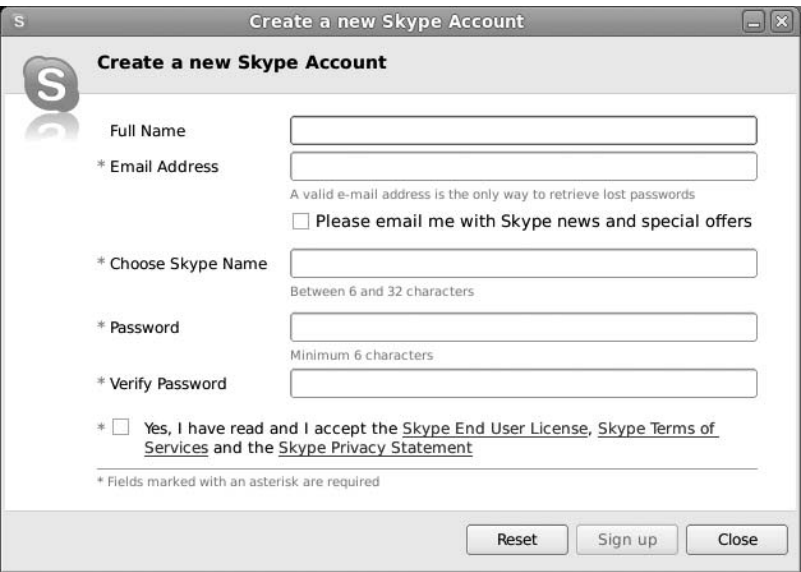 S Create a new Skype Account
S Create a new Skype Account
Full Name
* Email Address
A valid e-mail address is the only way to retrieve lost passwords
Please email me with Skype news and special offers
* Choose Skype Name
Between 6 and 32 characters
* Password
Minimum 6 characters
* Verify Password
* Yes, I have read and I accept the Skype End User License, Skype Terms of
Services and the Skype Privacy Statement
* Fields marked with an asterisk are required
Reset Sign up Close